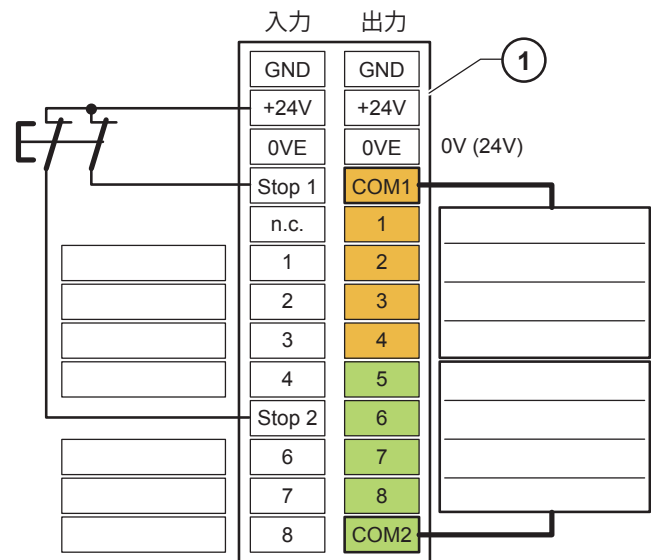 入力 出力
1
GND GND
+24V +24V
0VE 0VE 0V (24V)
Stop 1 COM1
n.c. 1
1 2
2 3
3 4
4 5
Stop 2 6
6 7
7 8
8 COM2